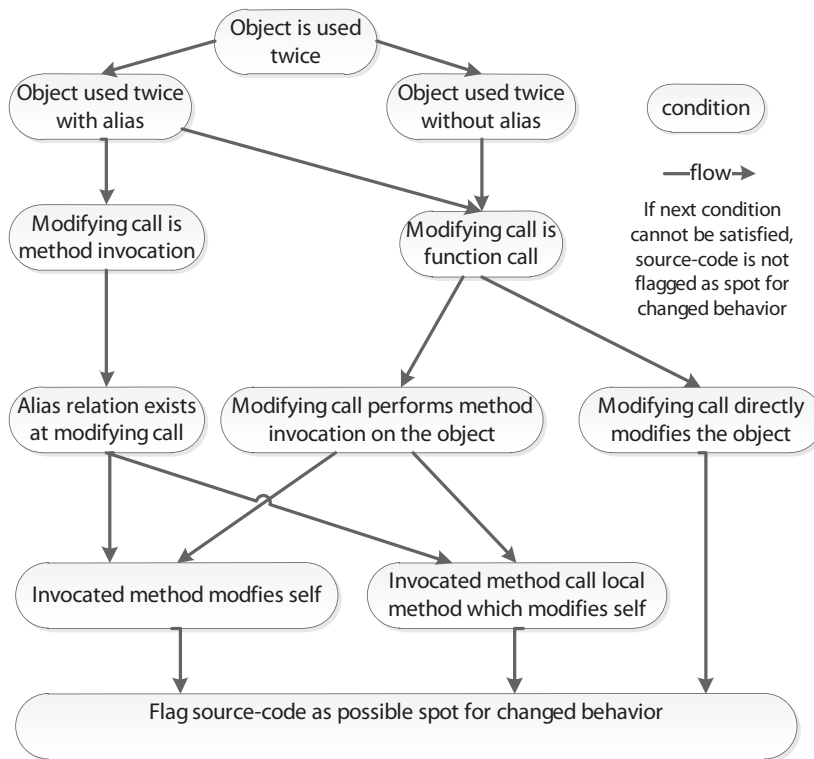 Object is used
twice
Object used twice
with alias
Object used twice
without alias
condition
flow
If next condition
cannot be satisfied,
source-code is not
flagged as spot for
changed behavior
Modifying call is
method invocation
Modifying call is
function call
Alias relation exists
at modifying call
Modifying call performs method
invocation on the object
Modifying call directly
modifies the object
Invocated method modfies self
Invocated method call local
method which modifies self
Flag source-code as possible spot for changed behavior